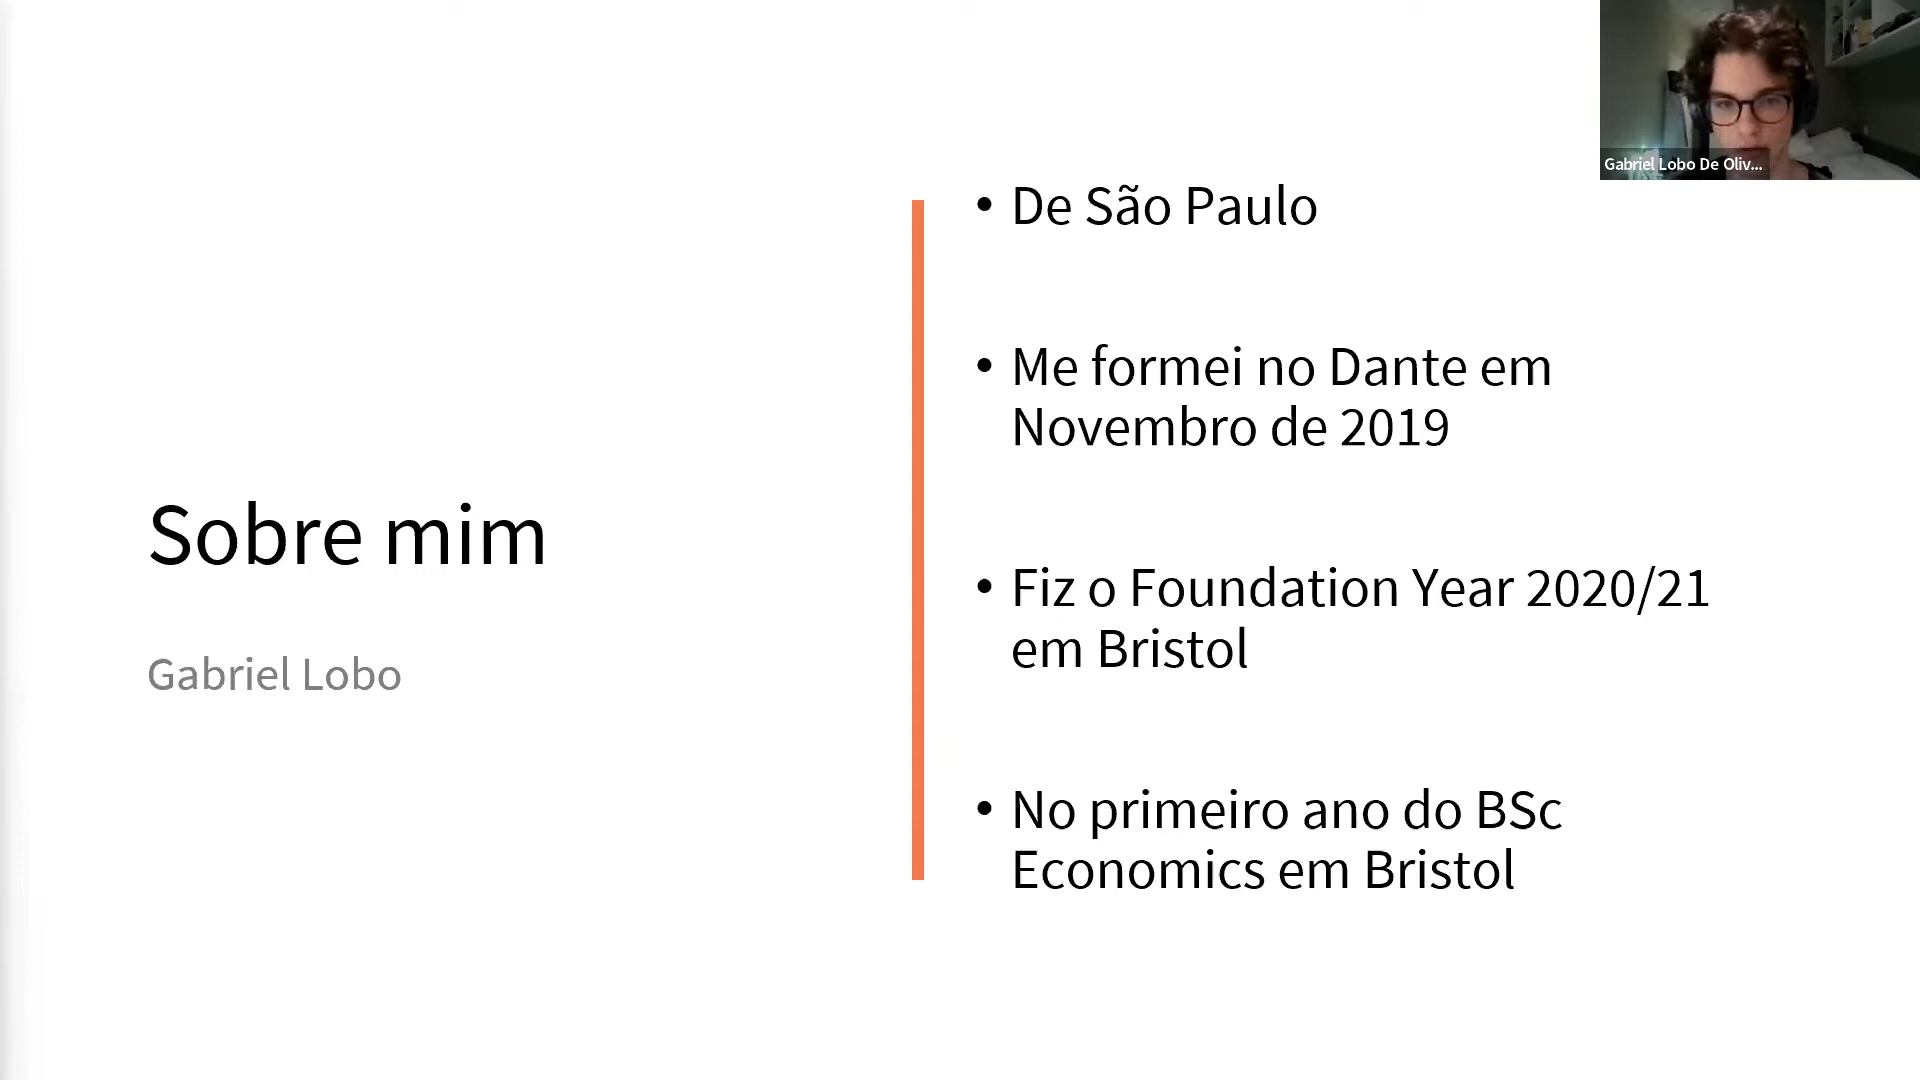 Gabriel Lobo De Oliv...
Sobre mim
Gabriel Lobo
• De São Paulo
• Me formei no Dante em
Novembro de 2019
• Fiz o Foundation Year 2020/21
em Bristol
• No primeiro ano do BSc
Economics em Bristol